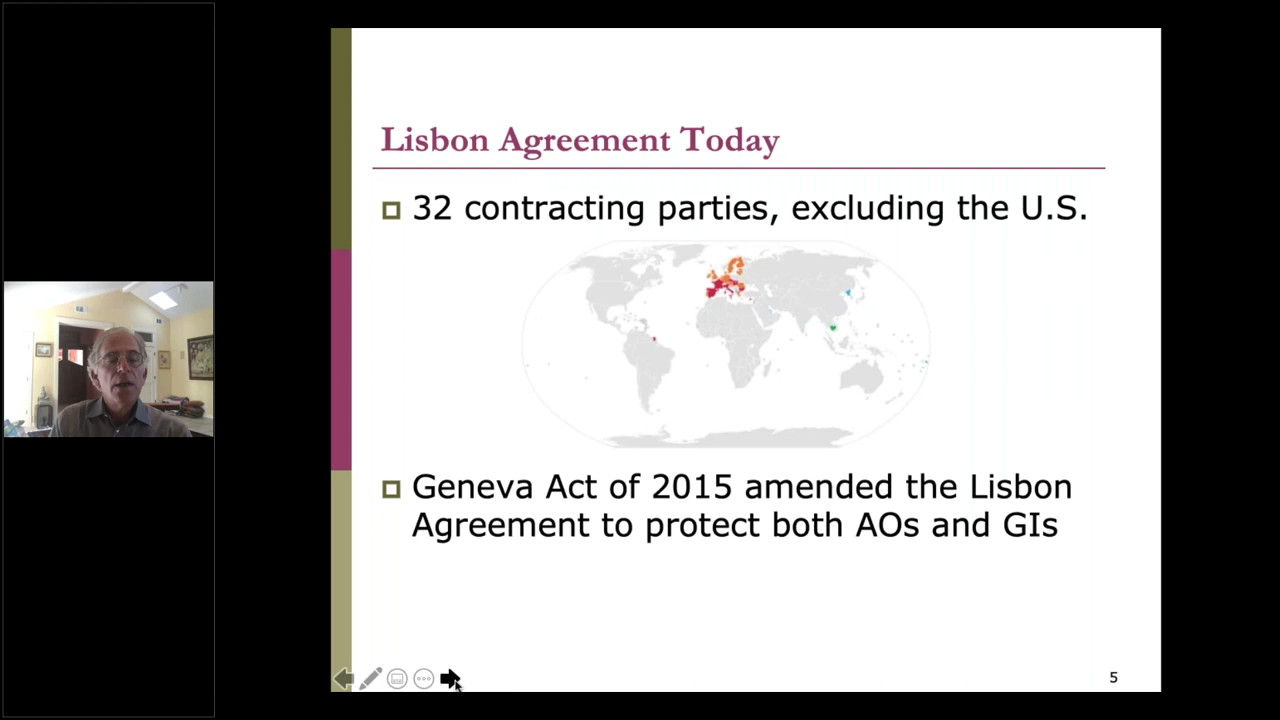 Lisbon Agreement Today
32 contracting parties, excluding the U.S.
Geneva Act of 2015 amended the Lisbon
Agreement to protect both AOs and GIs
5